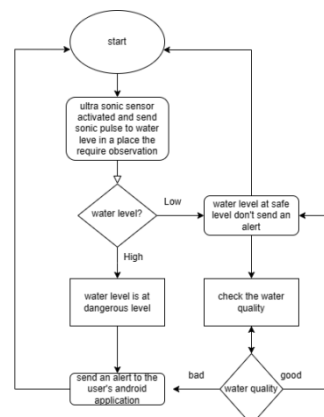 start
ultra sonic sensor
activated and send
sonic pulse to water
leve in a place the
require observation
water level?
Low
water level at safe
level don't send an
alert
High
water level is at
dangerous level
check the water
quality
send an alert to the
user's android
application
bad
water quality
good